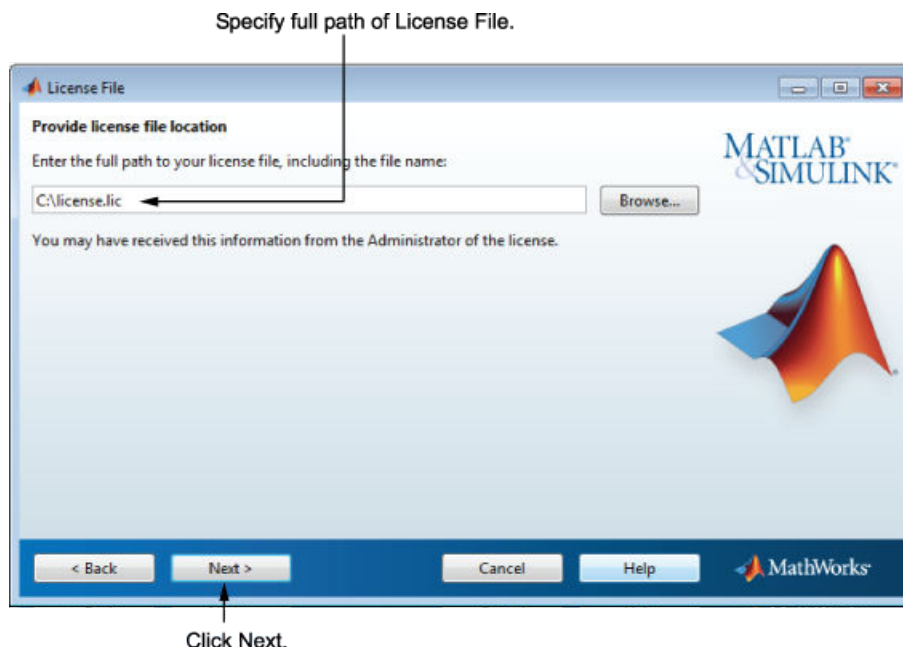 Specify full path of License File.
License File
Provide license file location
MATLAB®
&SIMULINK®
Enter the full path to your license file, including the file name:
C:\license.lic
Browse...
You may have received this information from the Administrator of the license.
< Back
Next >
Cancel
Help
MathWorks®
Click Next.